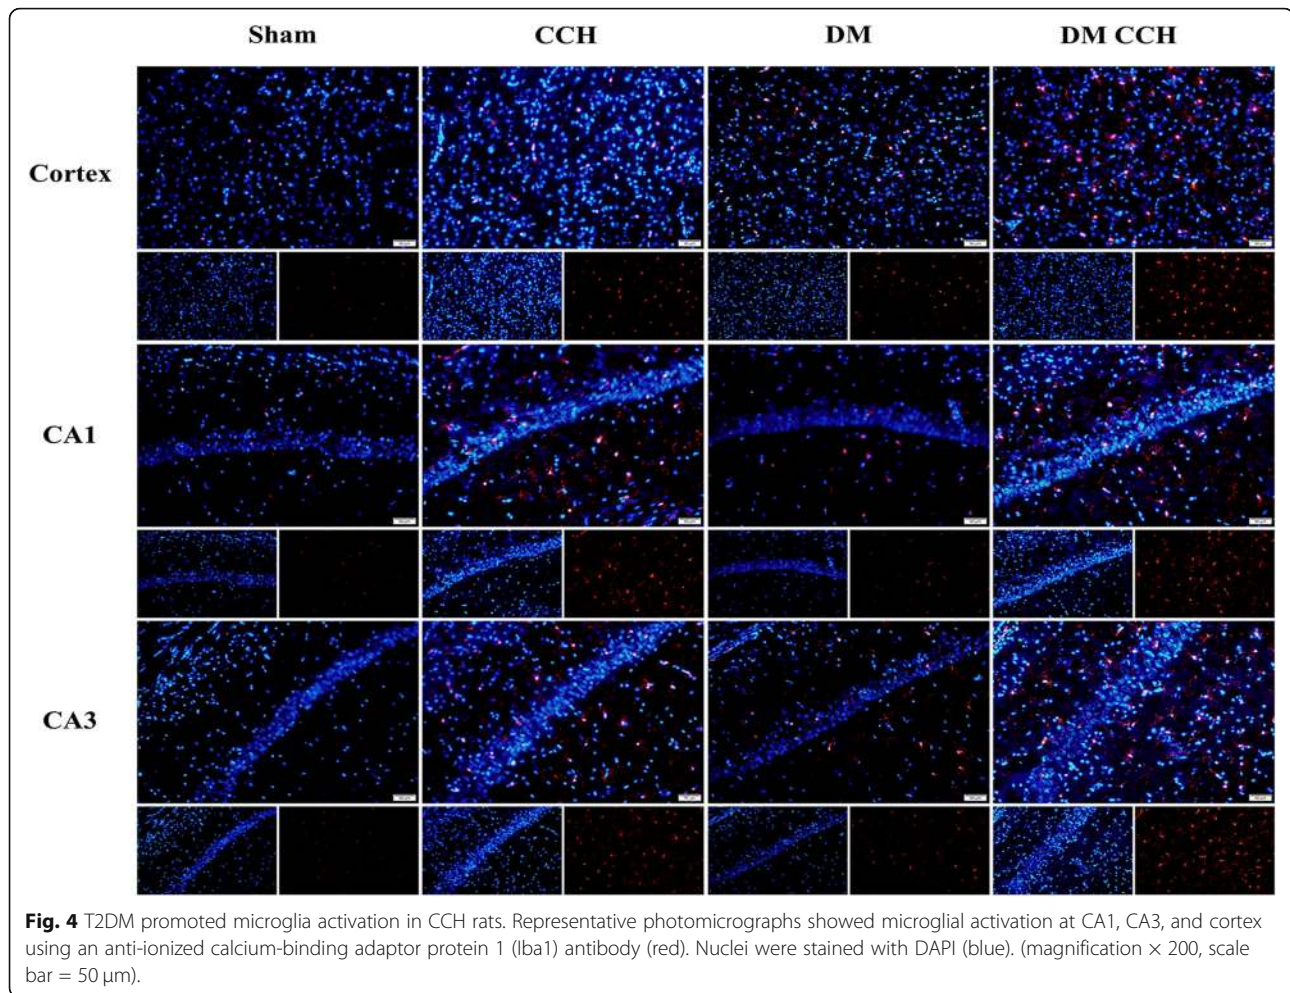 Sham CCH DM DM CCH
Cortex
CA1
CA3
Fig. 4 T2DM promoted microglia activation in CCH rats. Representative photomicrographs showed microglial activation at CA1, CA3, and cortex
using an anti-ionized calcium-binding adaptor protein 1 (Iba1) antibody (red). Nuclei were stained with DAPI (blue). (magnification × 200, scale
bar = 50 μm).